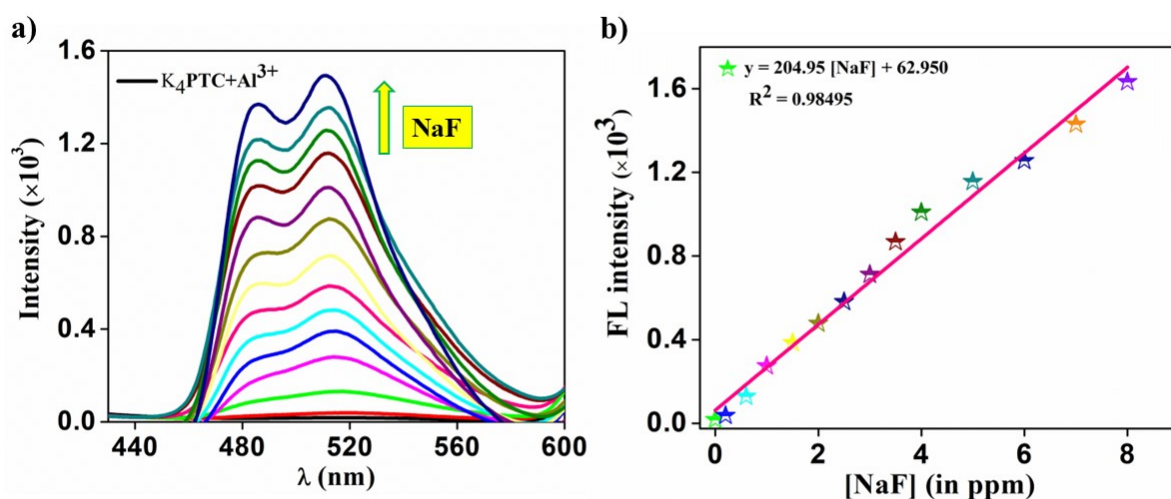 a)
1.6
1.2
0.8
0.4
0.0
440
480
520
560
600
Intensity (×10³)
λ (nm)
K₄PTC+Al³⁺
NaF
b)
1.6
1.2
0.8
0.4
0.0
0
2
4
6
8
FL intensity (×10³)
[NaF] (in ppm)
y = 204.95 [NaF] + 62.950
R² = 0.98495